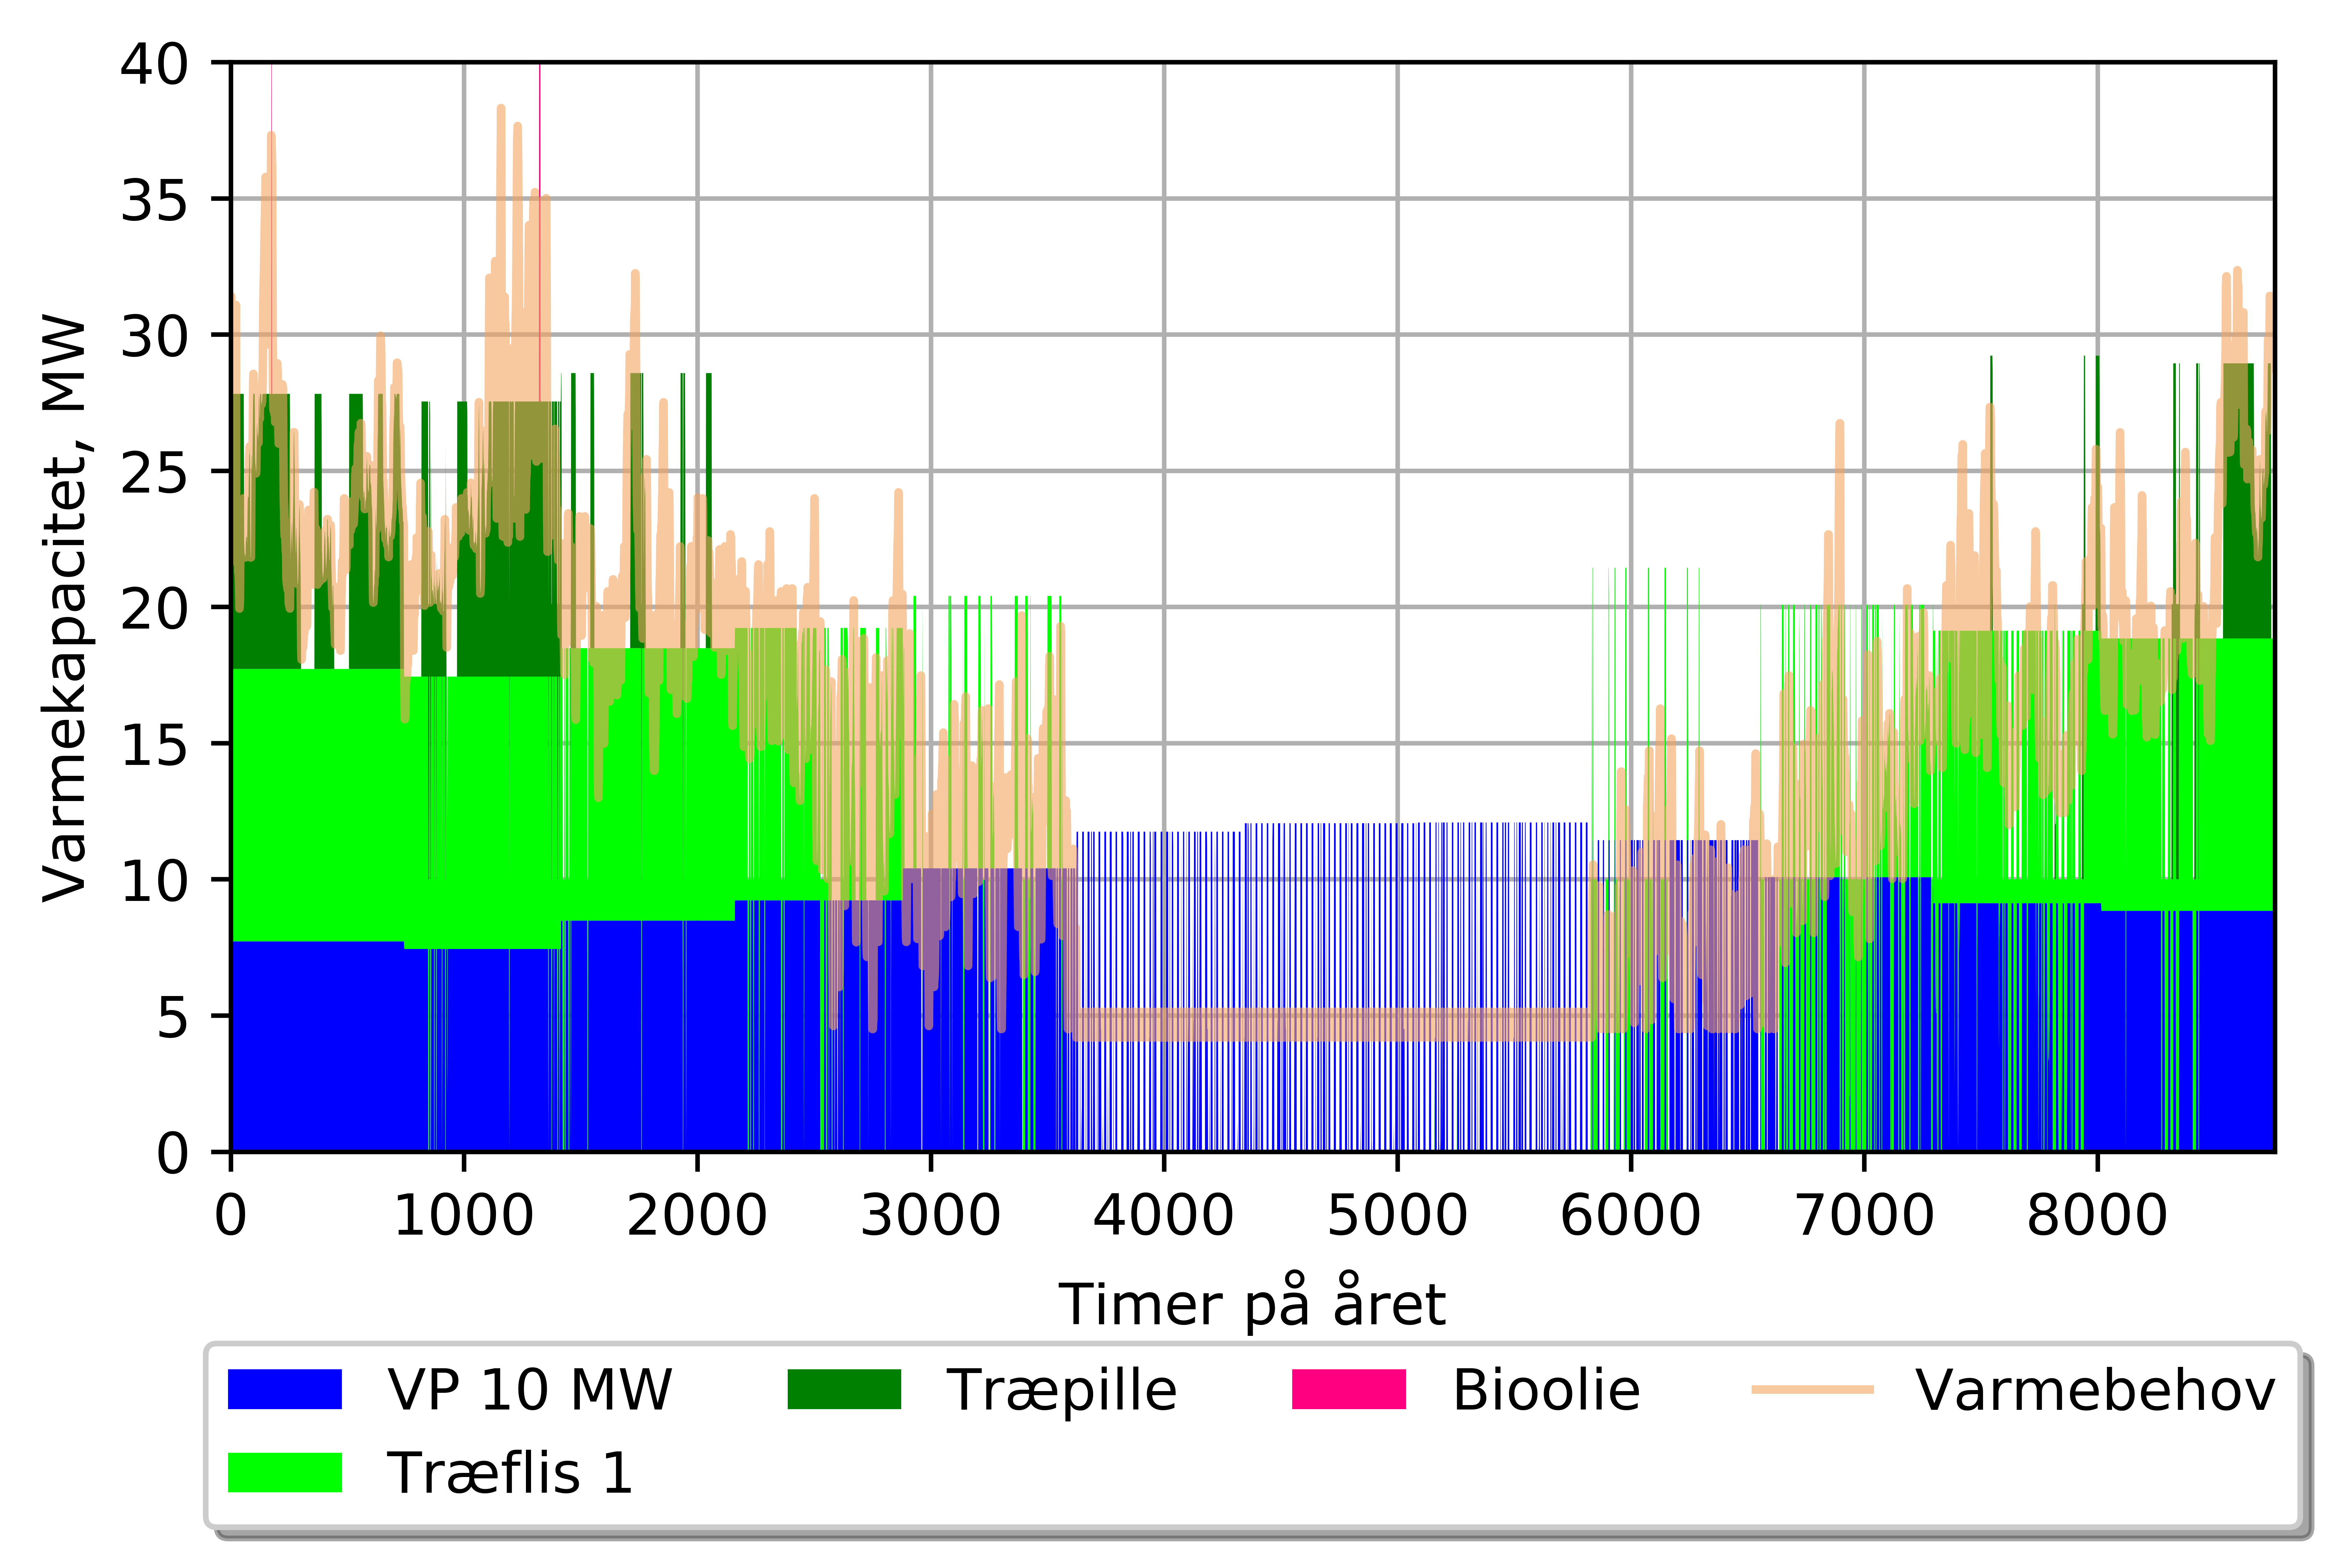 40
35
30
25
20
15
10
5
0
Varmekapacitet, MW
0 1000 2000 3000 4000 5000 6000 7000 8000
Timer på året
VP 10 MW Træpille Bioolie Varmebehov
Træflis 1